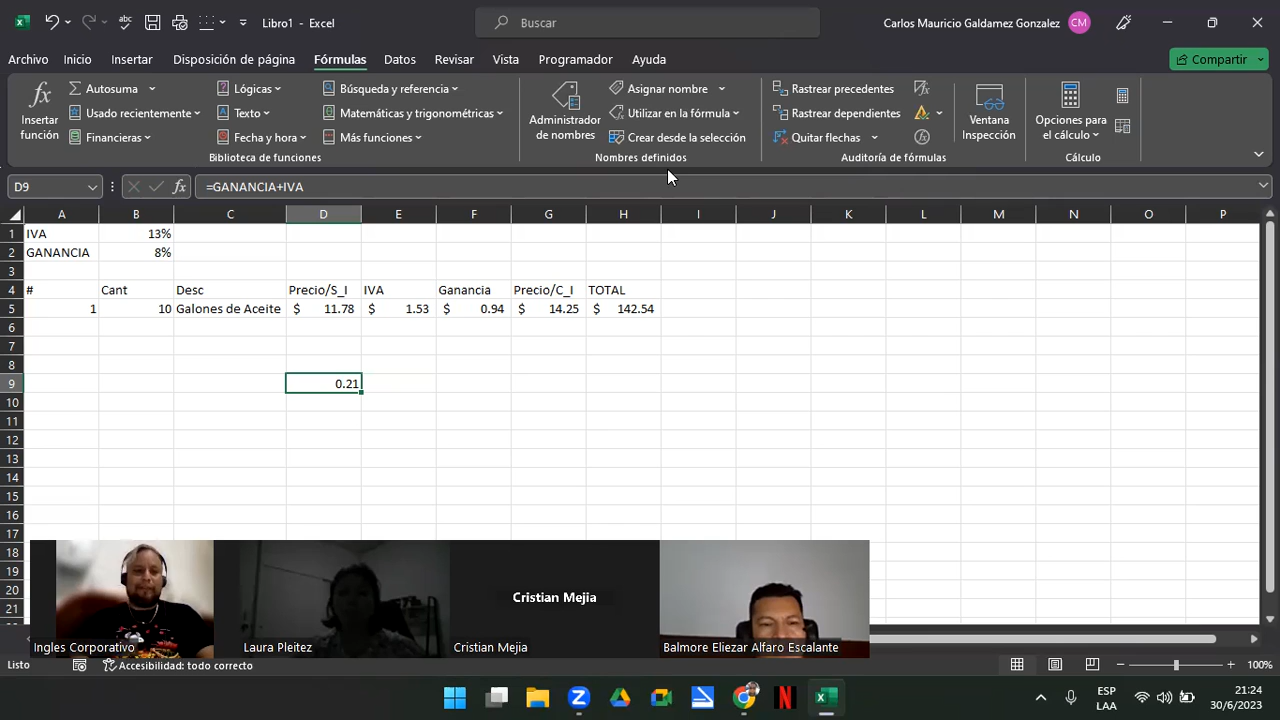 Libro1 - Excel
Buscar
Carlos Mauricio Galdamez Gonzalez
CM
Archivo Inicio Insertar Disposición de página Fórmulas Datos Revisar Vista Programador Ayuda
Compartir
Insertar función
Autosuma
Usado recientemente
Financieras
Lógicas
Texto
Fecha y hora
Búsqueda y referencia
Matemáticas y trigonométricas
Más funciones
Biblioteca de funciones
Administrador de nombres
Asignar nombre
Utilizar en la fórmula
Crear desde la selección
Nombres definidos
Rastrear precedentes
Rastrear dependientes
Quitar flechas
Auditoría de fórmulas
Ventana Inspección
Opciones para el cálculo
Cálculo
D9
fx
=GANANCIA+IVA
A B C D E F G H I J K L M N O P
1 IVA 13%
2 GANANCIA 8%
3
4 # Cant Desc Precio/S_I IVA Ganancia Precio/C_I TOTAL
5 1 10 Galones de Aceite $ 11.78 $ 1.53 $ 0.94 $ 14.25 $ 142.54
6
7
8
9 0.21
10
11
12
13
14
15
16
17
18
19
20
21
Cristian Mejia
Ingles Corporativo
Laura Pleitez
Cristian Mejia
Balmore Eliezar Alfaro Escalante
Listo
Accesibilidad: todo correcto
100%
N
ESP
LAA
21:24
30/6/2023